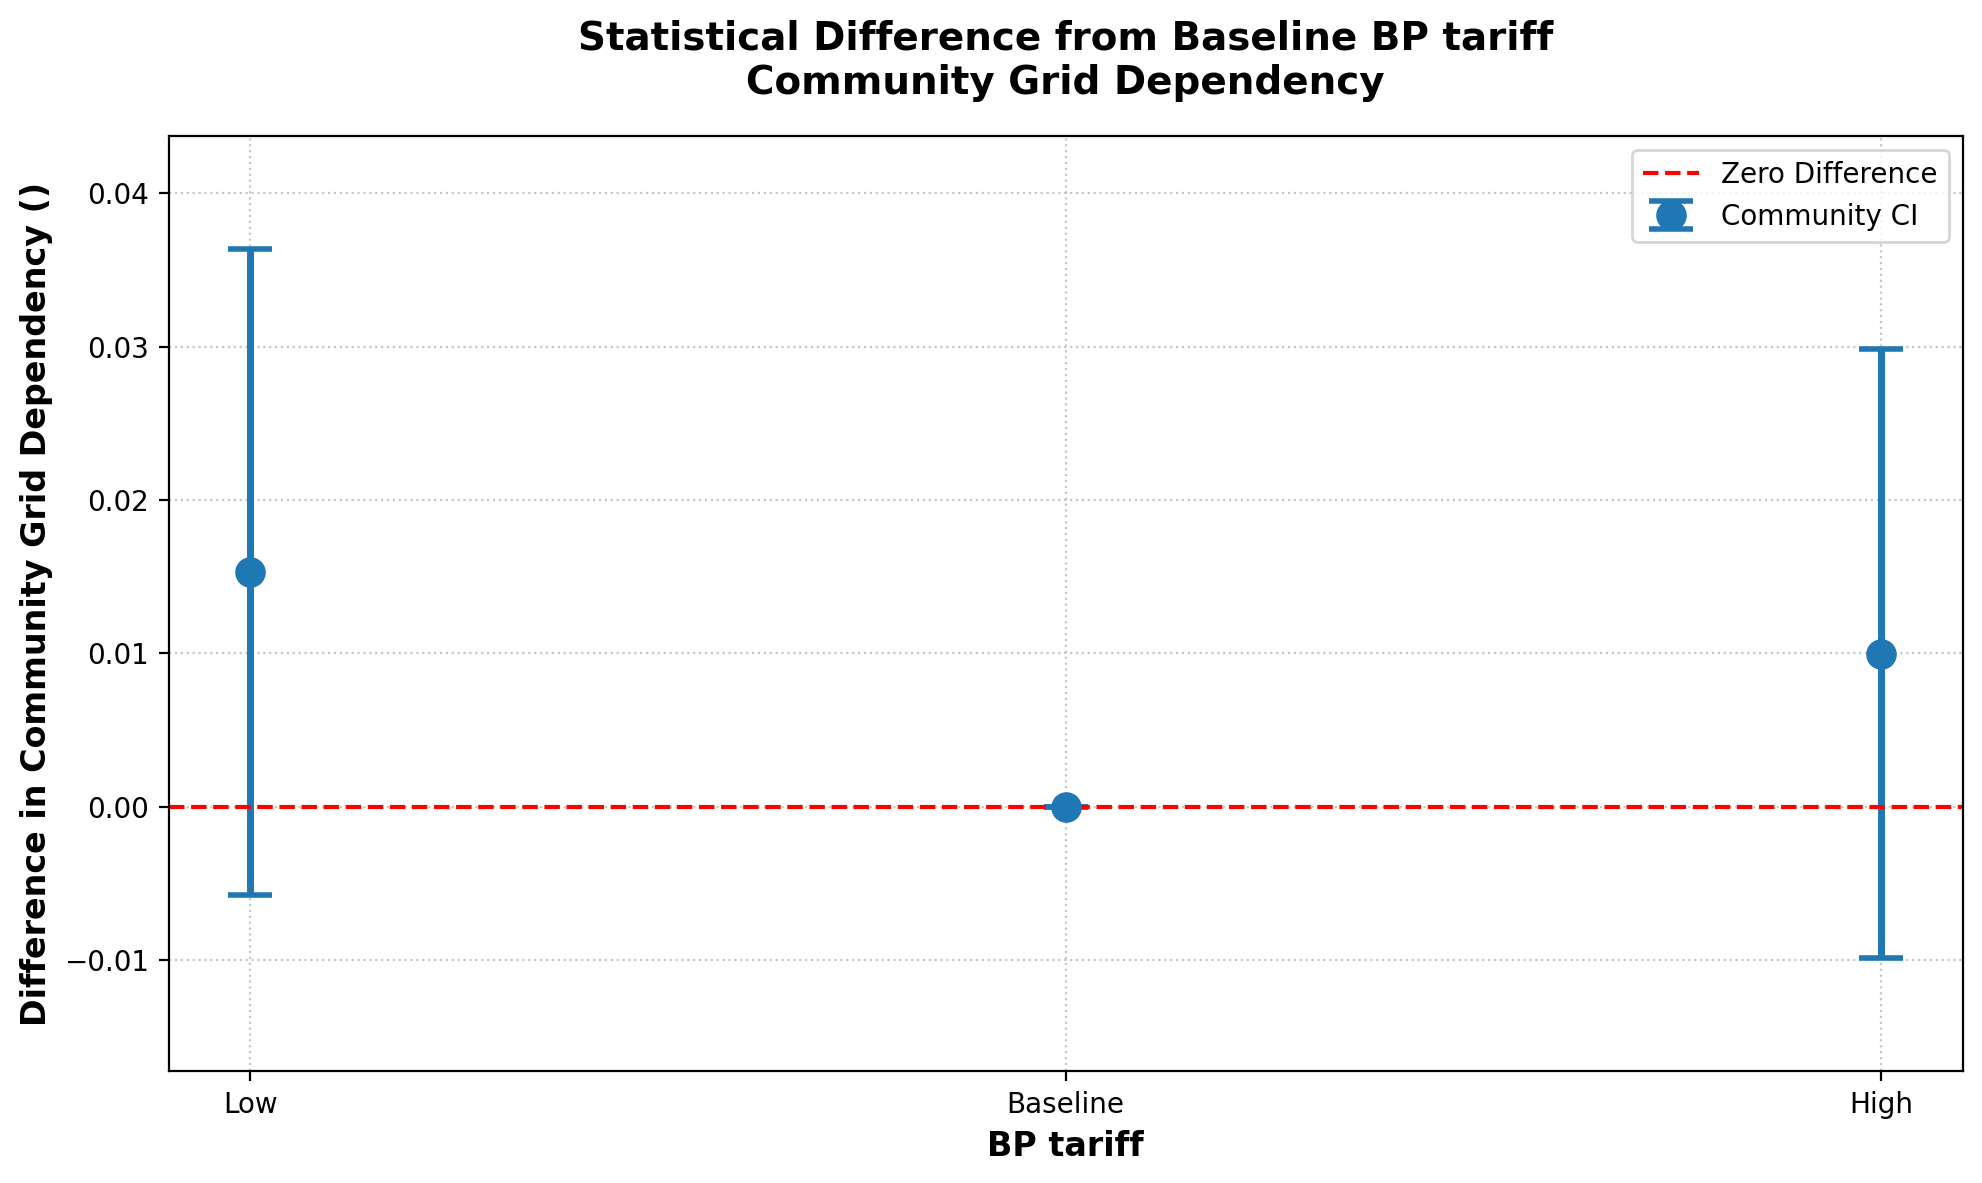 Statistical Difference from Baseline BP tariff
Community Grid Dependency
Difference in Community Grid Dependency ()
0.04
0.03
0.02
0.01
0.00
−0.01
Zero Difference
Community CI
Low
Baseline
High
BP tariff